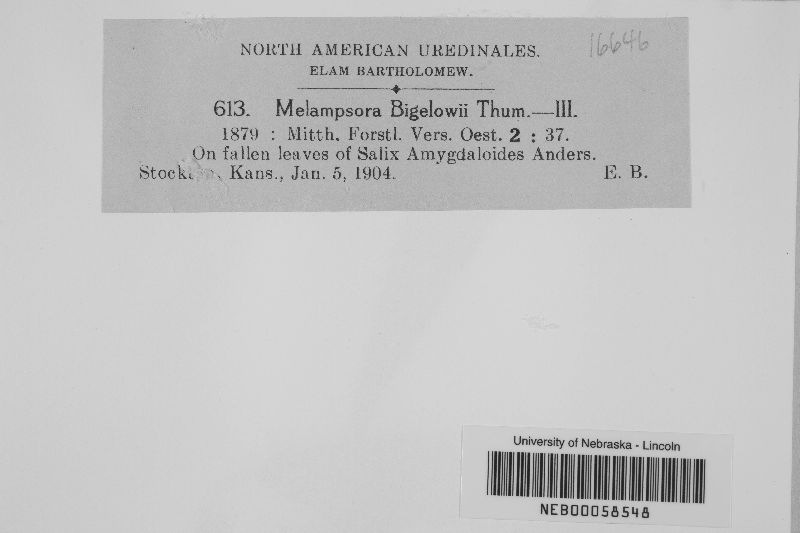 16646
NORTH AMERICAN UREDINALES.
ELAM BARTHOLOMEW.
613. Melampsora Bigelowii Thum.—III.
1879 : Mitth. Forstl. Vers. Oest. 2 : 37.
On fallen leaves of Salix Amygdaloides Anders.
Kans., Jan. 5, 1904. E. B.
University of Nebraska - Lincoln
NEB00058548